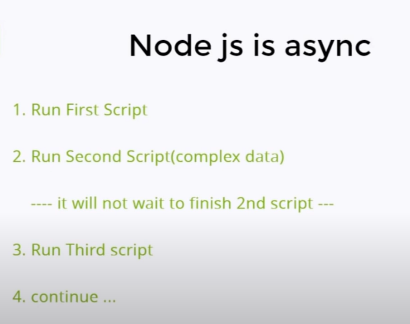 Node js is async
1. Run First Script
2. Run Second Script(complex data)
---- it will not wait to finish 2nd script ---
3. Run Third script
4. continue ...